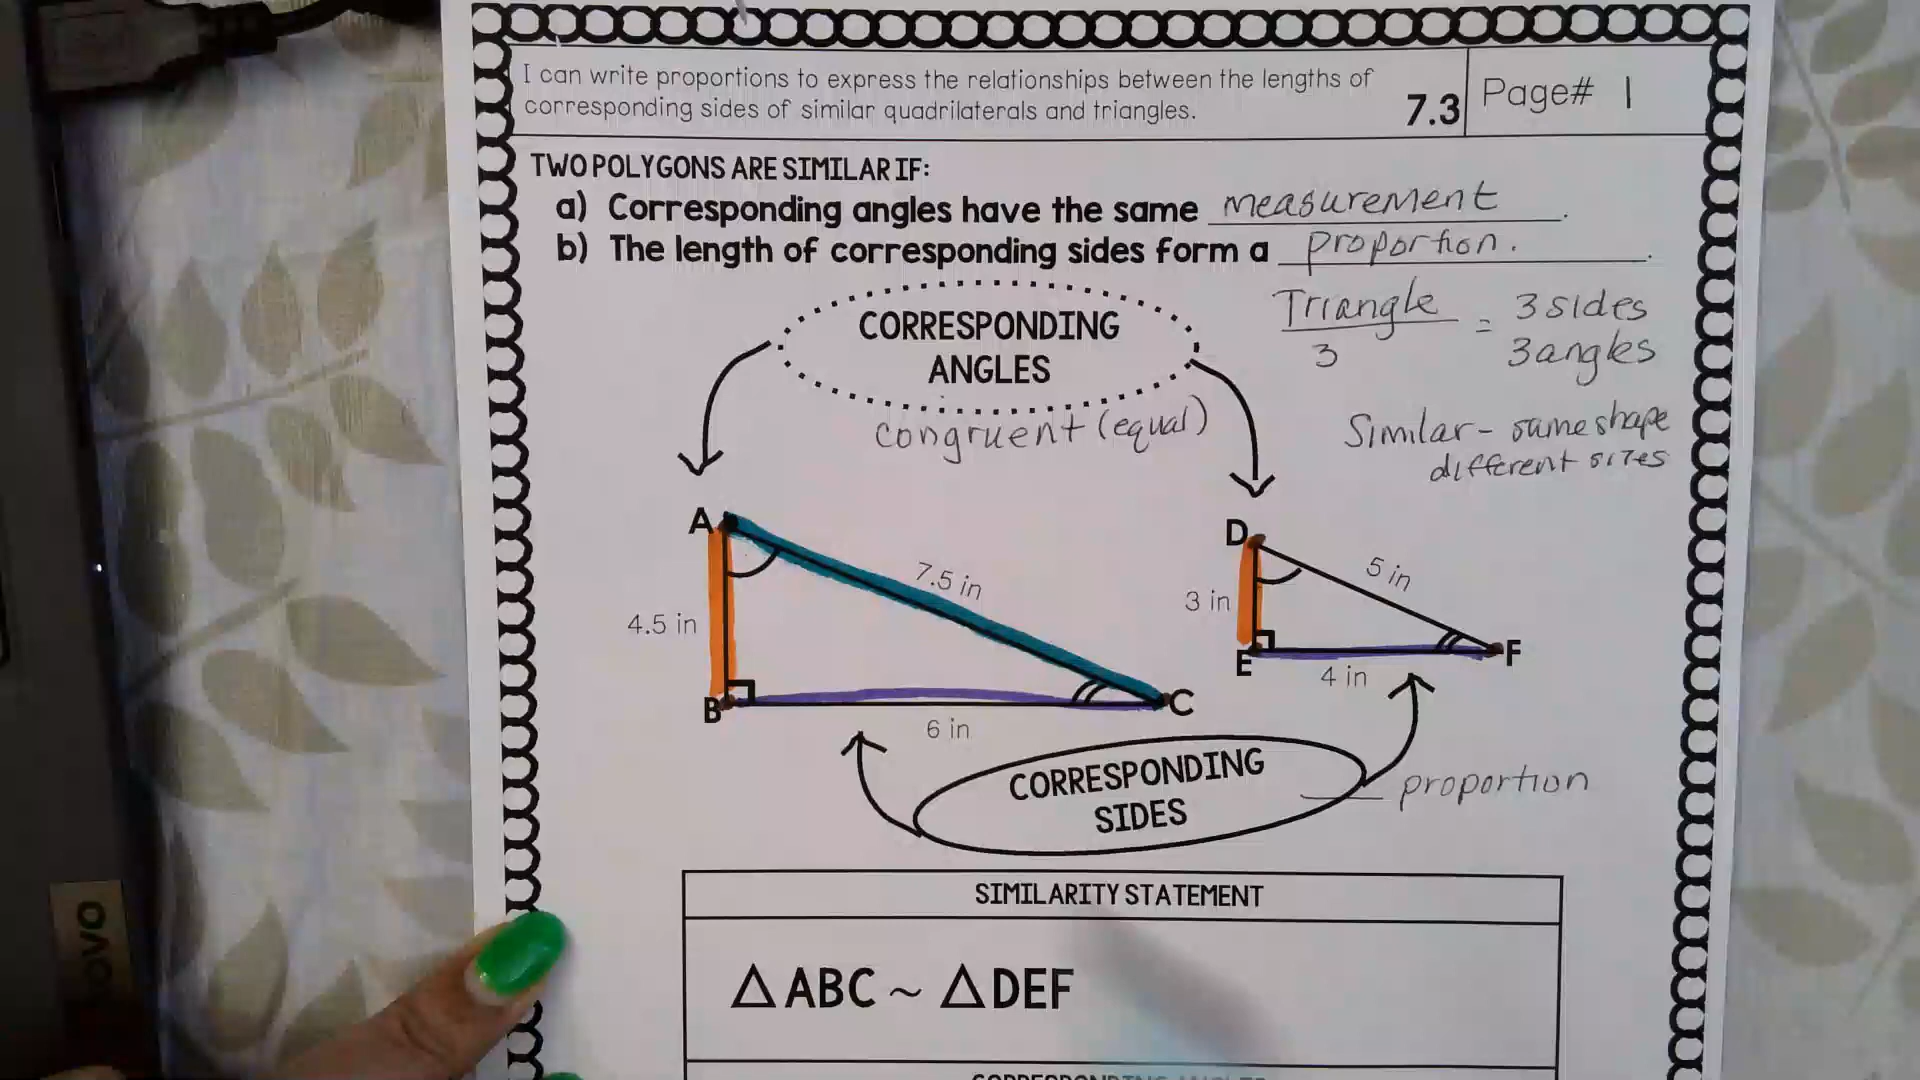 I can write proportions to express the relationships between the lengths of
corresponding sides of similar quadrilaterals and triangles.
7.3
Page# 1
TWO POLYGONS ARE SIMILAR IF:
a) Corresponding angles have the same measurement.
b) The length of corresponding sides form a proportion.
Triangle
3
= 3 sides
3 angles
CORRESPONDING
ANGLES
congruent (equal)
Similar - same shape
different sizes
A
7.5 in
4.5 in
B
6 in
C
D
5 in
3 in
E
4 in
F
CORRESPONDING
SIDES
proportion
SIMILARITY STATEMENT
△ABC ~ △DEF